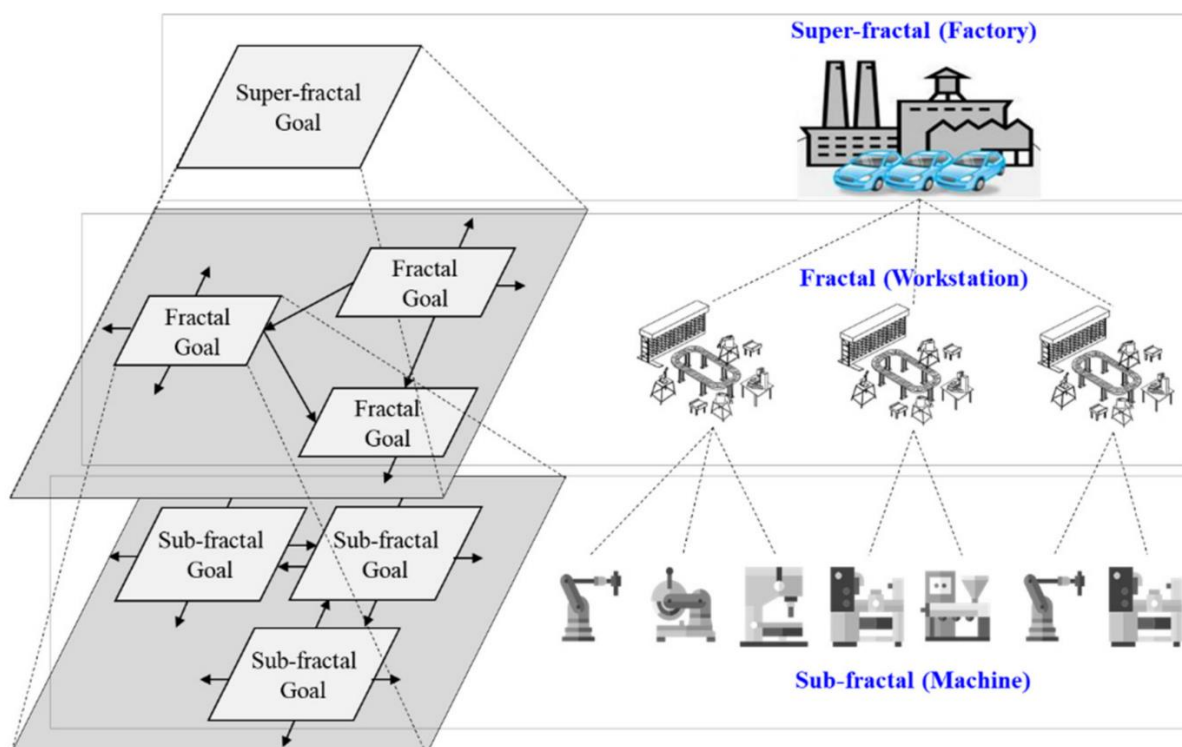 Super-fractal (Factory)
Super-fractal
Goal
Fractal
Goal
Fractal (Workstation)
Fractal
Goal
Fractal
Goal
Sub-fractal
Goal
Sub-fractal
Goal
Sub-fractal
Goal
Sub-fractal (Machine)